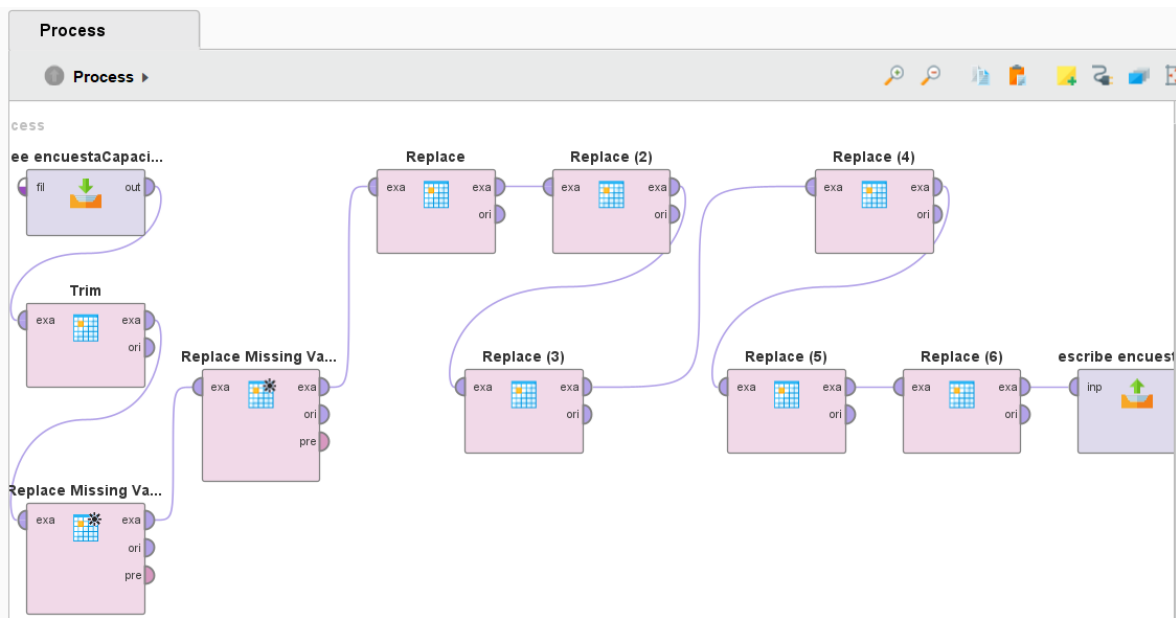 Process
Process
cess
ee encuestaCapaci...
fil out
Trim
exa exa
ori
Replace Missing Va...
exa exa
ori
pre
Replace Missing Va...
exa exa
ori
pre
Replace
exa exa
ori
Replace (2)
exa exa
ori
Replace (3)
exa exa
ori
Replace (4)
exa exa
ori
Replace (5)
exa exa
ori
Replace (6)
exa exa
ori
escribe encuest
inp